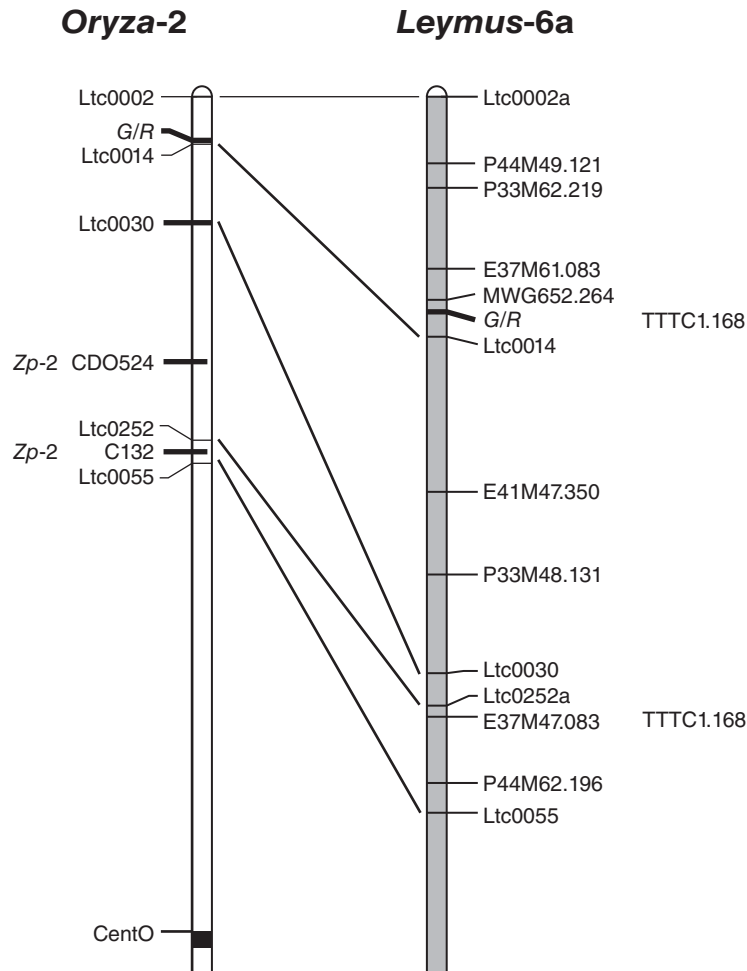 Oryza-2
Leymus-6a
Ltc0002
G/R
Ltc0014
Ltc0030
Zp-2 CDO524
Ltc0252
Zp-2 C132
Ltc0055
CentO
Ltc0002a
P44M49.121
P33M62.219
E37M61.083
MWG652.264
G/R TTTC1.168
Ltc0014
E41M47.350
P33M48.131
Ltc0030
Ltc0252a
E37M47.083 TTTC1.168
P44M62.196
Ltc0055